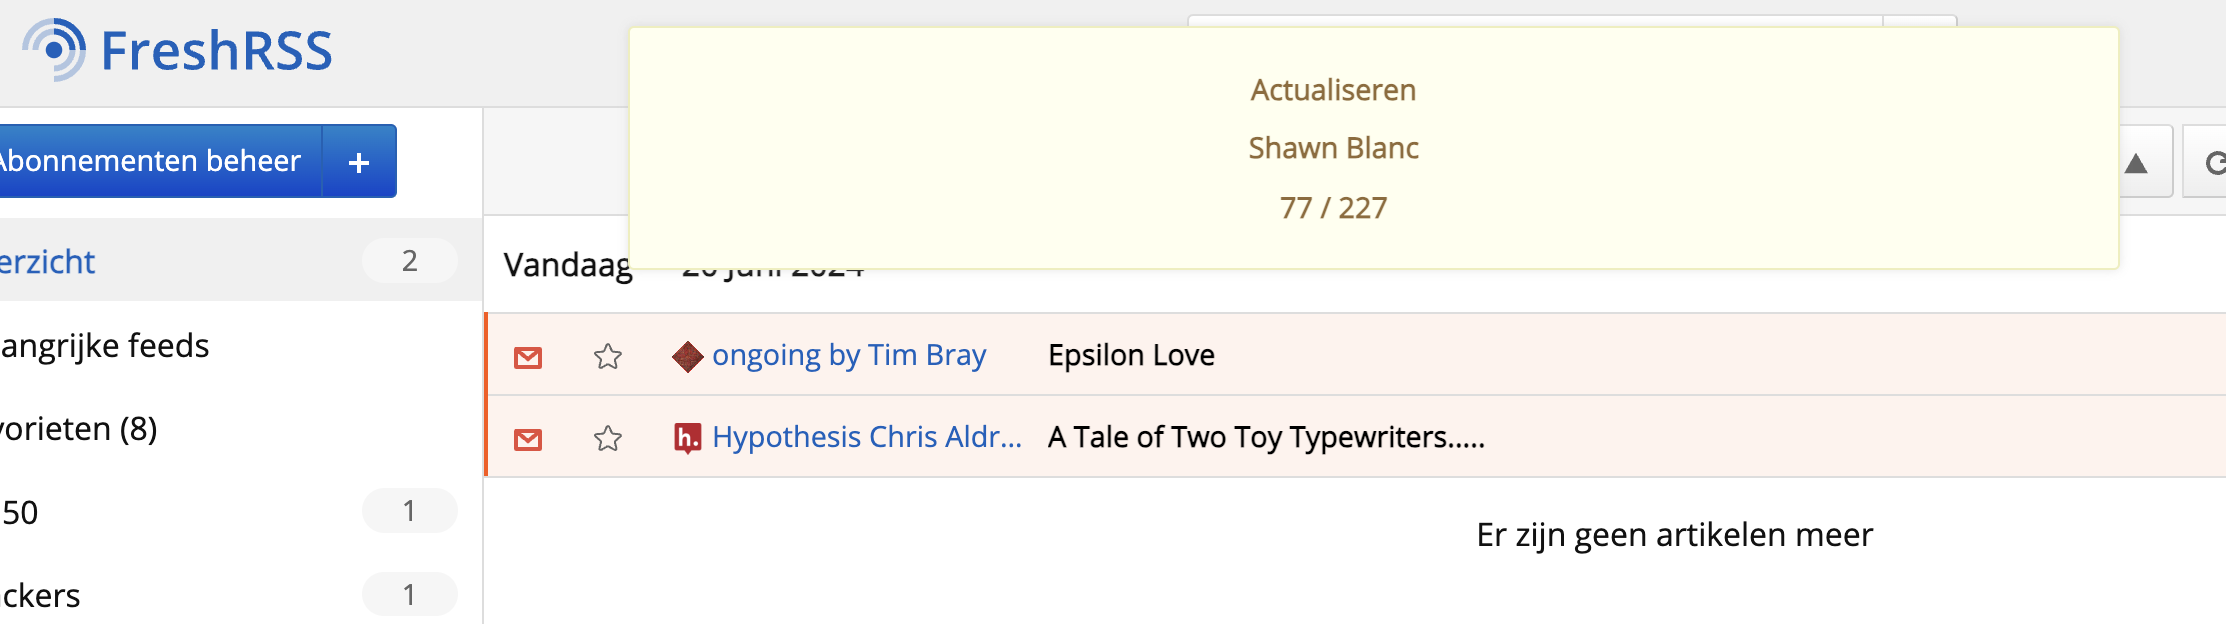 FreshRSS
Actualiseren
Shawn Blanc
77 / 227
Abonnementen beheer +
erzicht 2
angrijke feeds
vorieten (8)
50 1
ckers 1
Vandaag
ongoing by Tim Bray Epsilon Love
h. Hypothesis Chris Aldr... A Tale of Two Toy Typewriters.....
Er zijn geen artikelen meer